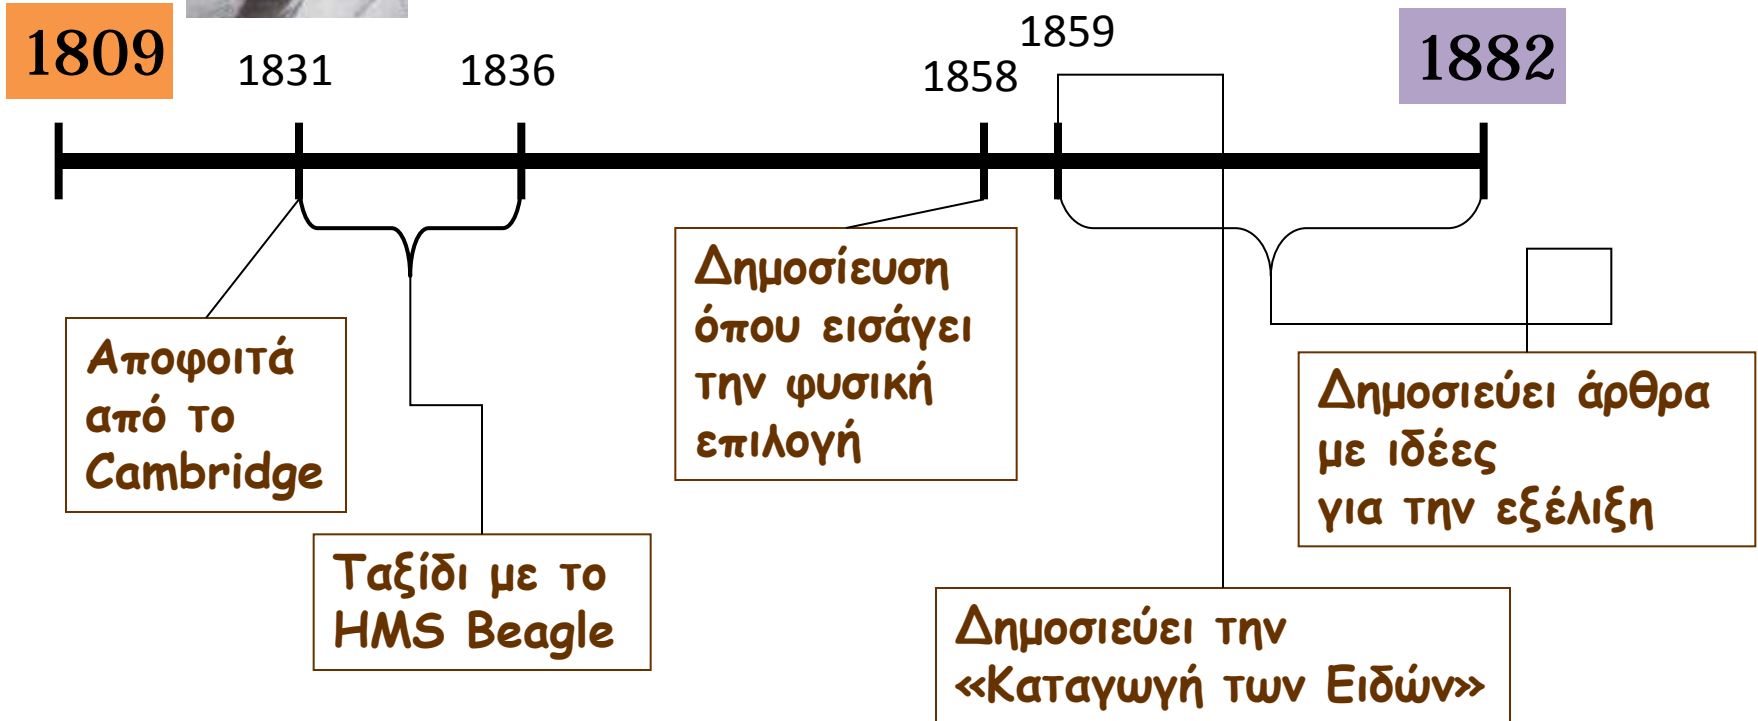 1809
1831
1836
1858
1859
1882
Αποφοιτά
από το
Cambridge
Ταξίδι με το
HMS Beagle
Δημοσίευση
όπου εισάγει
την φυσική
επιλογή
Δημοσιεύει την
«Καταγωγή των Ειδών»
Δημοσιεύει άρθρα
με ιδέες
για την εξέλιξη